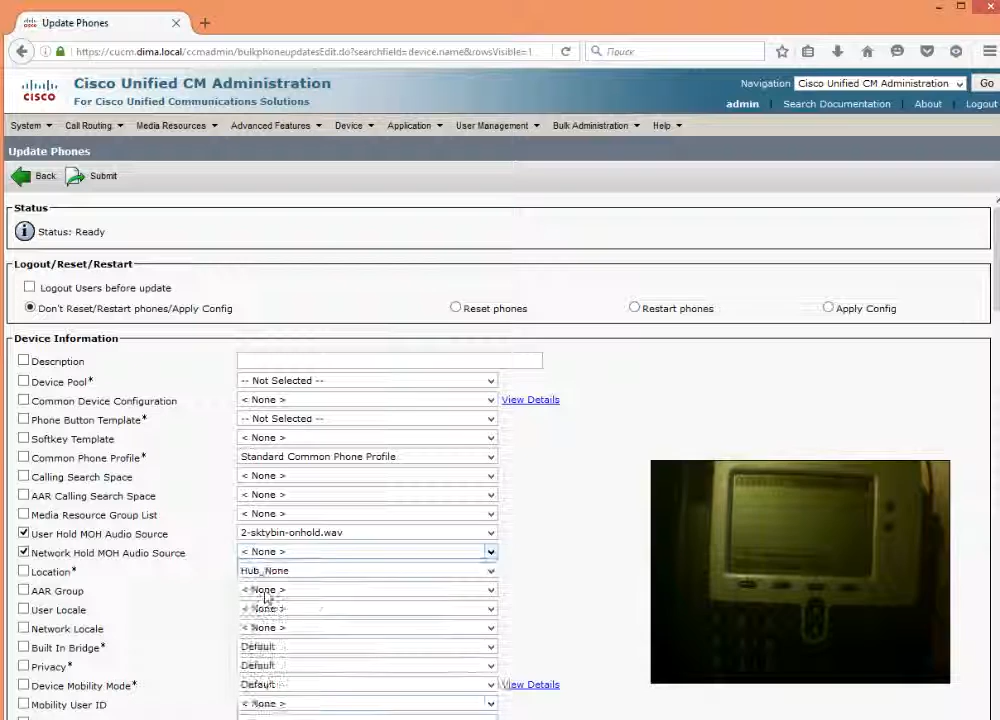 cisco Update Phones × +
https://cucm.dima.local/ccmadmin/bulkphoneupdatesEdit.do?searchfield=device.name&rowsVisible=1 Поиск
cisco Cisco Unified CM Administration
For Cisco Unified Communications Solutions
Navigation Cisco Unified CM Administration Go
admin | Search Documentation | About | Logout
System Call Routing Media Resources Advanced Features Device Application User Management Bulk Administration Help
Update Phones
Back Submit
Status
Status: Ready
Logout/Reset/Restart
Logout Users before update
Don't Reset/Restart phones/Apply Config Reset phones Restart phones Apply Config
Device Information
Description
Device Pool* -- Not Selected --
Common Device Configuration < None > View Details
Phone Button Template* -- Not Selected --
Softkey Template < None >
Common Phone Profile* Standard Common Phone Profile
Calling Search Space < None >
AAR Calling Search Space < None >
Media Resource Group List < None >
User Hold MOH Audio Source 2-sktybin-onhold.wav
Network Hold MOH Audio Source < None >
Location* Hub_None
AAR Group < None >
User Locale < None >
Network Locale < None >
Built In Bridge* Default
Privacy* Default
Device Mobility Mode* Default View Details
Mobility User ID < None >